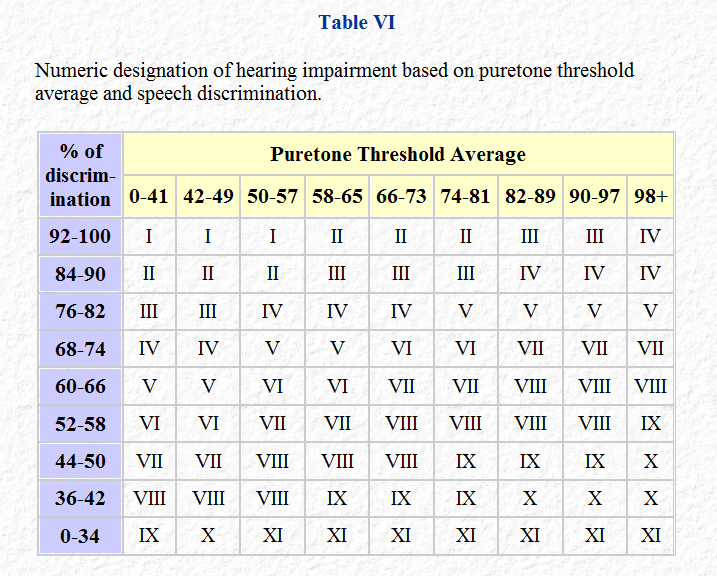 Table VI
Numeric designation of hearing impairment based on puretone threshold
average and speech discrimination.
% of discrim-ination Puretone Threshold Average
0-41 42-49 50-57 58-65 66-73 74-81 82-89 90-97 98+
92-100 I I I II II II III III IV
84-90 II II II III III III IV IV IV
76-82 III III IV IV IV V V V V
68-74 IV IV V V VI VI VII VII VII
60-66 V V VI VI VII VII VIII VIII VIII
52-58 VI VI VII VII VIII VIII VIII VIII IX
44-50 VII VII VIII VIII VIII IX IX IX X
36-42 VIII VIII VIII IX IX IX X X X
0-34 IX X XI XI XI XI XI XI XI